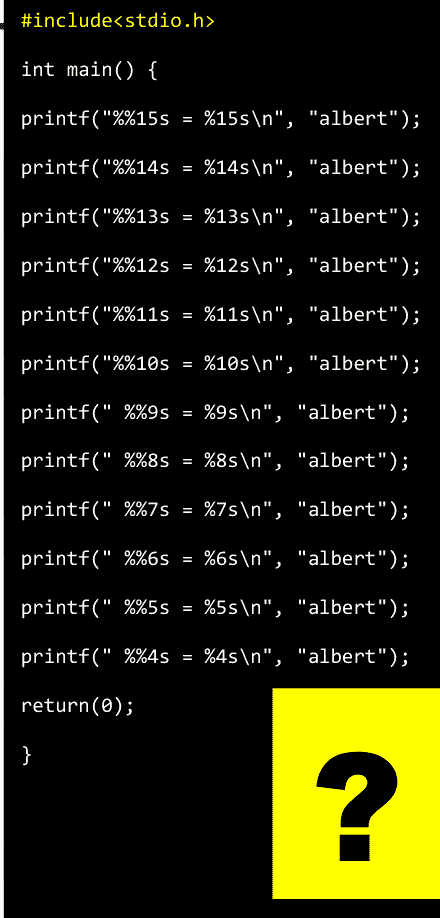 #include<stdio.h>
int main() {
printf("%%15s = %15s\n", "albert");
printf("%%14s = %14s\n", "albert");
printf("%%13s = %13s\n", "albert");
printf("%%12s = %12s\n", "albert");
printf("%%11s = %11s\n", "albert");
printf("%%10s = %10s\n", "albert");
printf(" %%9s = %9s\n", "albert");
printf(" %%8s = %8s\n", "albert");
printf(" %%7s = %7s\n", "albert");
printf(" %%6s = %6s\n", "albert");
printf(" %%5s = %5s\n", "albert");
printf(" %%4s = %4s\n", "albert");
return(0);
}
?